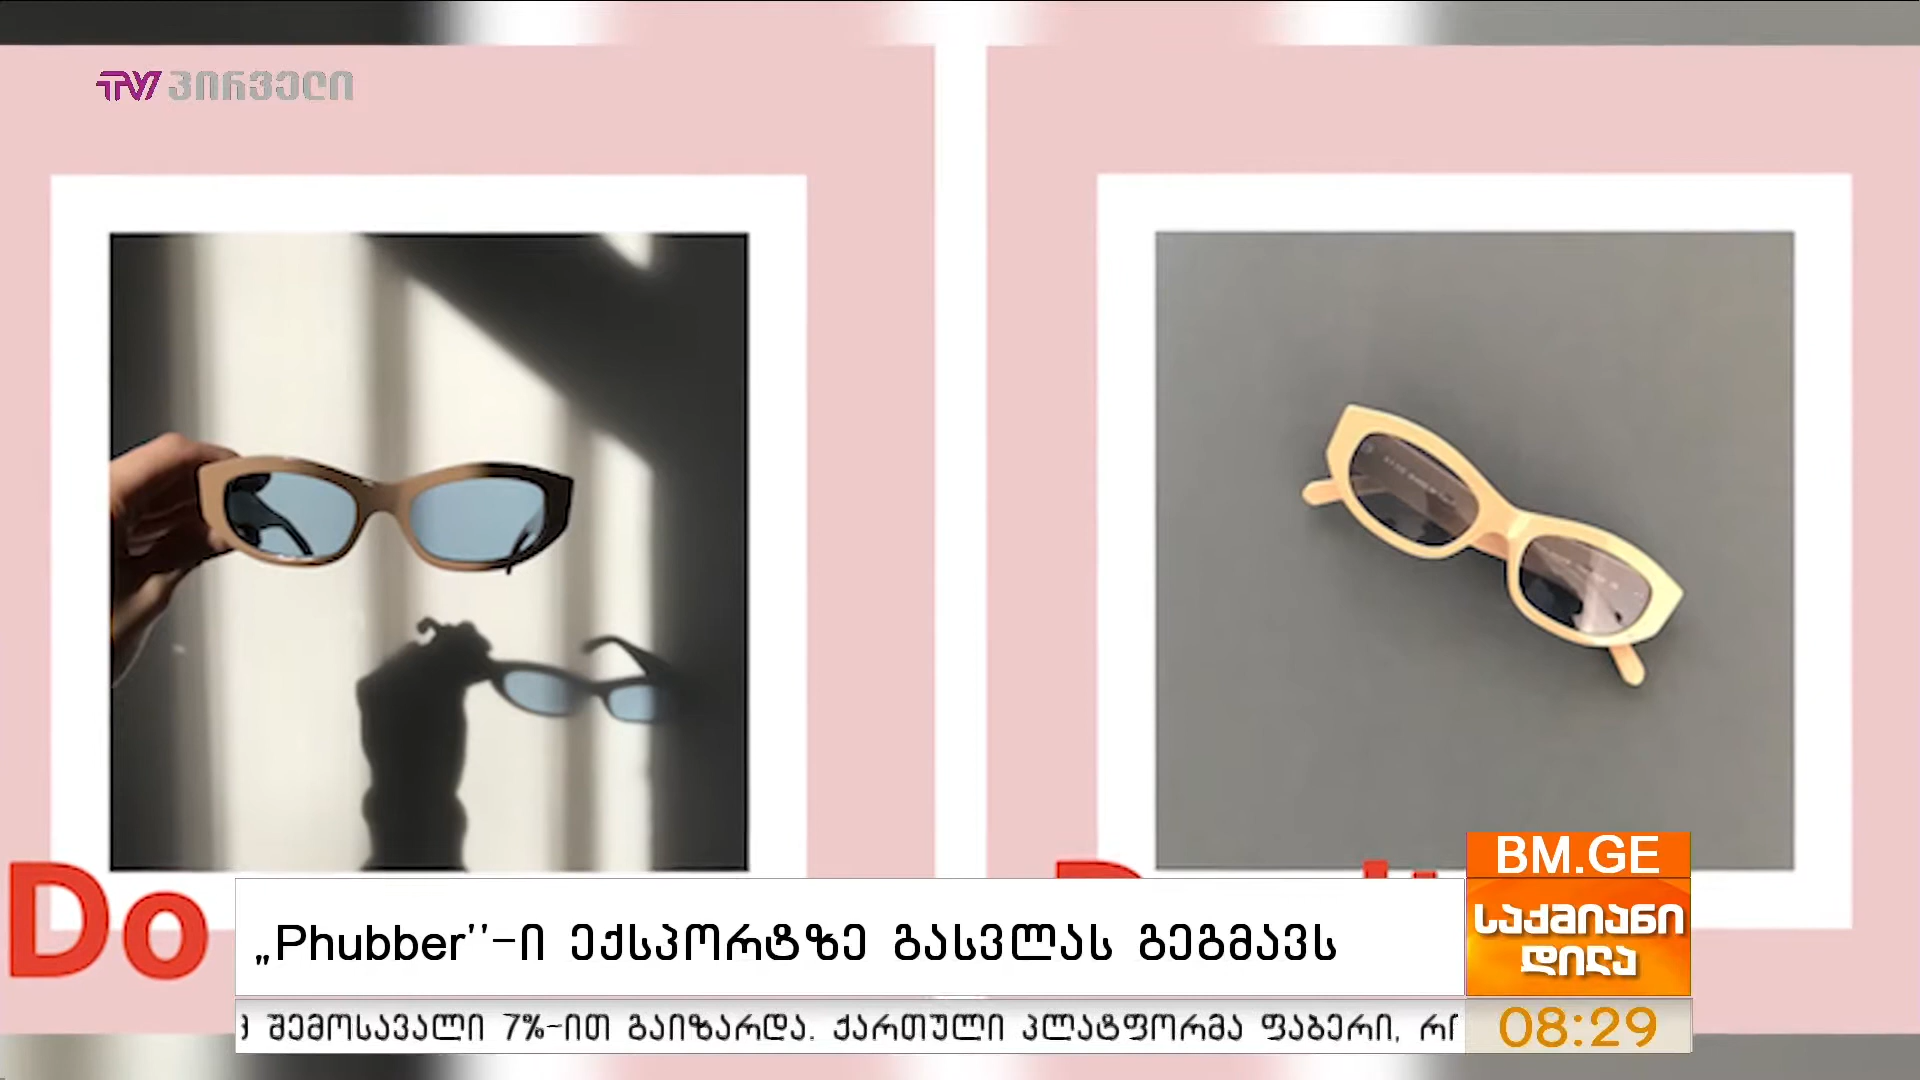 TV პირველი
Do
BM.GE
„Phubber''-ი ექსპორტზე გასვლას გეგმავს
საქმიანი
დილა
შემოსავალი 7%-ით გაიზარდა. ქართული პლატფორმა ფაბერი, რ
08:29